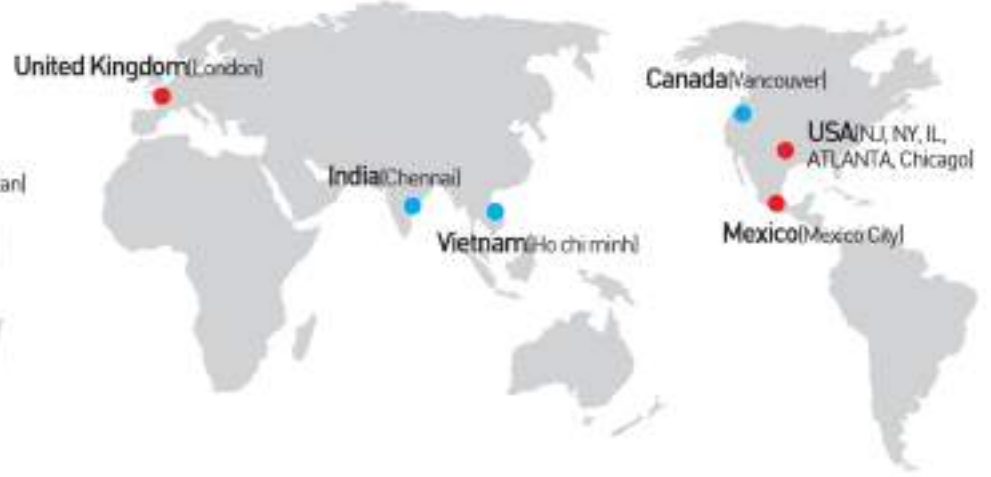 United Kingdom(London)
Canada(Vancouver)
USA(NJ, NY, IL,
ATLANTA, Chicago)
an)
India(Chennai)
Vietnam(Ho chi minh)
Mexico(Mexico City)